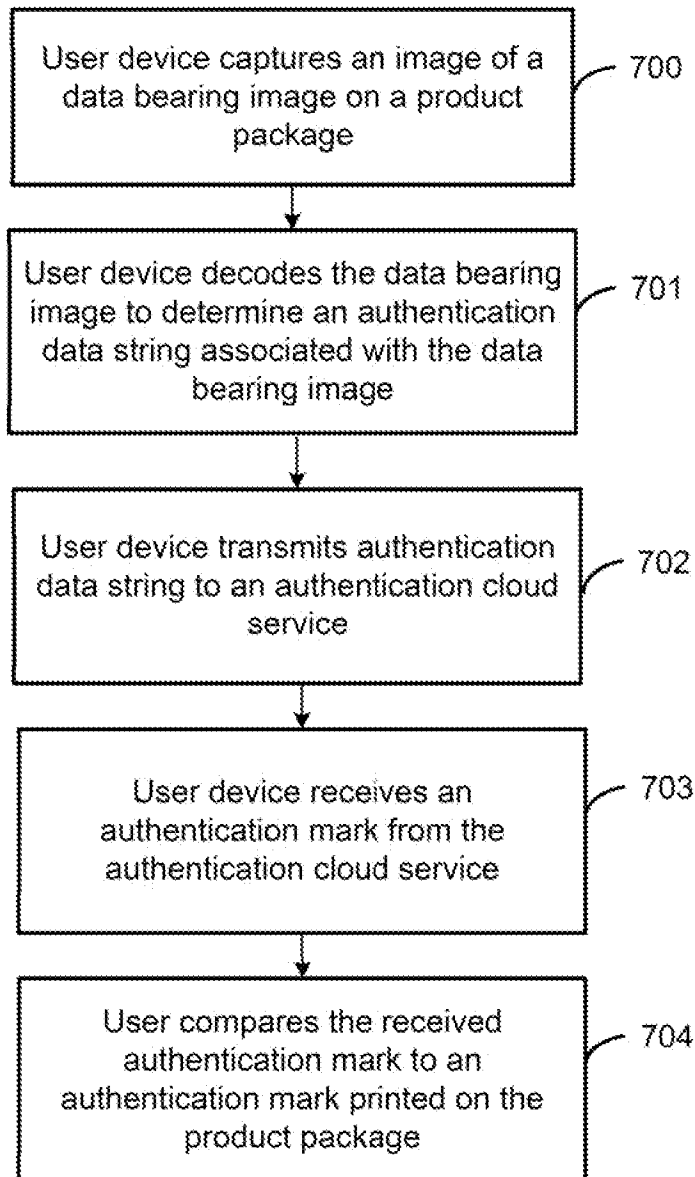 User device captures an image of a
data bearing image on a product
package
700
User device decodes the data bearing
image to determine an authentication
data string associated with the data
bearing image
701
User device transmits authentication
data string to an authentication cloud
service
702
User device receives an
authentication mark from the
authentication cloud service
703
User compares the received
authentication mark to an
authentication mark printed on the
product package
704